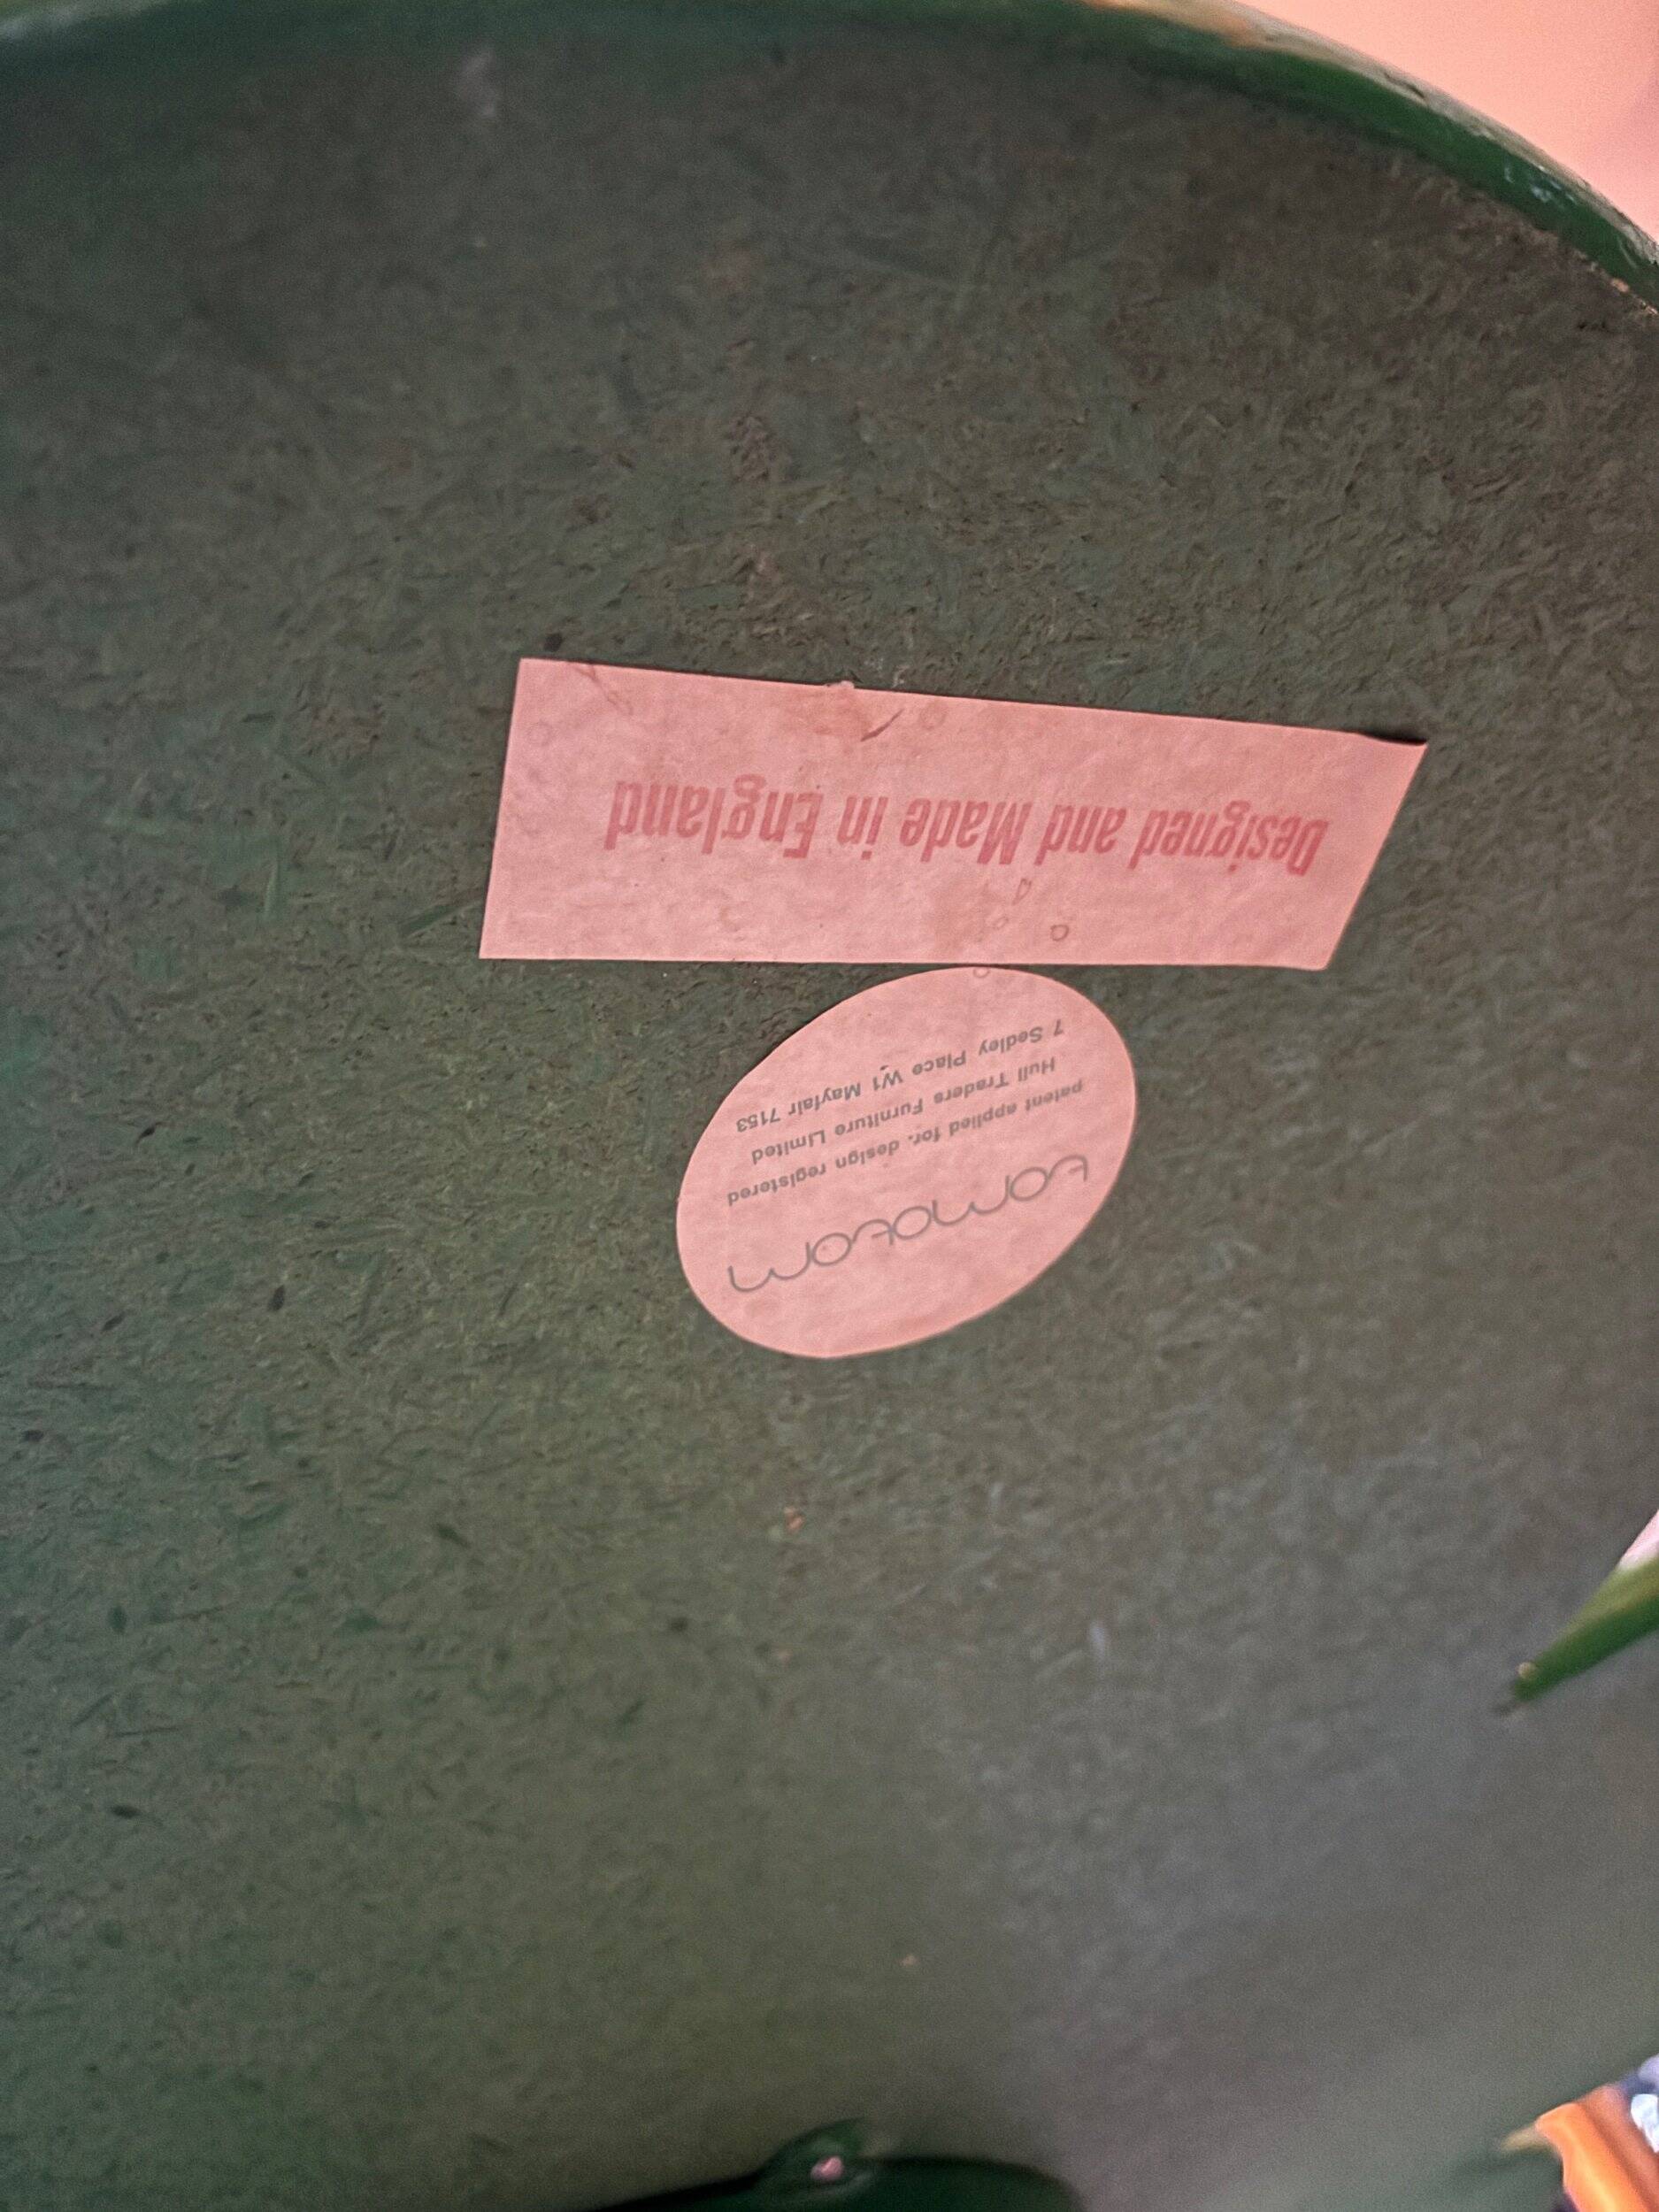 Designed and Made in England
tomotom
patent applied for. design registered
Hull Traders Furniture Limited
7 Sedley Place W1 Mayfair 7153